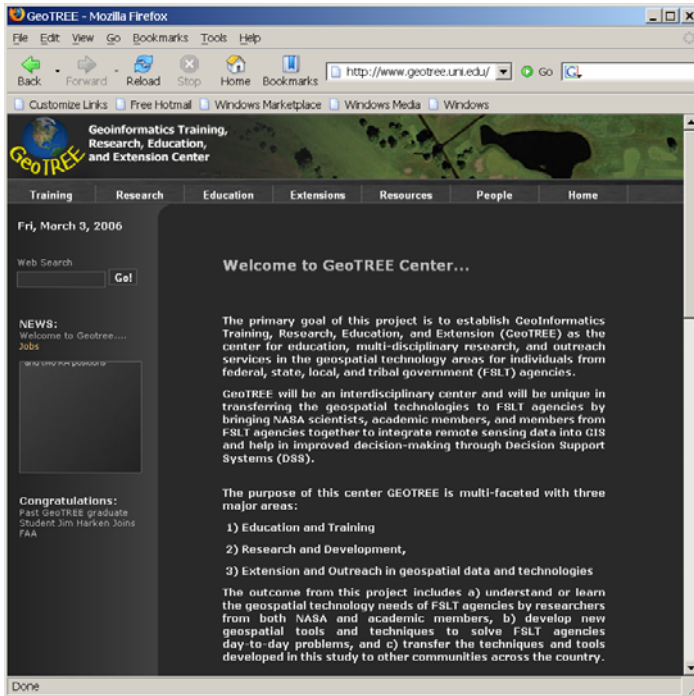 GeoTREE - Mozilla Firefox
File Edit View Go Bookmarks Tools Help
Back Forward Reload Stop Home Bookmarks http://www.geotree.uni.edu/ Go G
Customize Links Free Hotmail Windows Marketplace Windows Media Windows
GeoTREE
Geoinformatics Training,
Research, Education,
and Extension Center
Training Research Education Extensions Resources People Home
Fri, March 3, 2006
Web Search
Go!
NEWS:
Welcome to Geotree....
Jobs
and two RA positions
Congratulations:
Past GeoTREE graduate
Student Jim Harken Joins
FAA
Welcome to GeoTREE Center...
The primary goal of this project is to establish GeoInformatics
Training, Research, Education, and Extension (GeoTREE) as the
center for education, multi-disciplinary research, and outreach
services in the geospatial technology areas for individuals from
federal, state, local, and tribal government (FSLT) agencies.
GeoTREE will be an interdisciplinary center and will be unique in
transferring the geospatial technologies to FSLT agencies by
bringing NASA scientists, academic members, and members from
FSLT agencies together to integrate remote sensing data into GIS
and help in improved decision-making through Decision Support
Systems (DSS).
The purpose of this center GEOTREE is multi-faceted with three
major areas:
1) Education and Training
2) Research and Development,
3) Extension and Outreach in geospatial data and technologies
The outcome from this project includes a) understand or learn
the geospatial technology needs of FSLT agencies by researchers
from both NASA and academic members, b) develop new
geospatial tools and techniques to solve FSLT agencies
day-to-day problems, and c) transfer the techniques and tools
developed in this study to other communities across the country.
Done